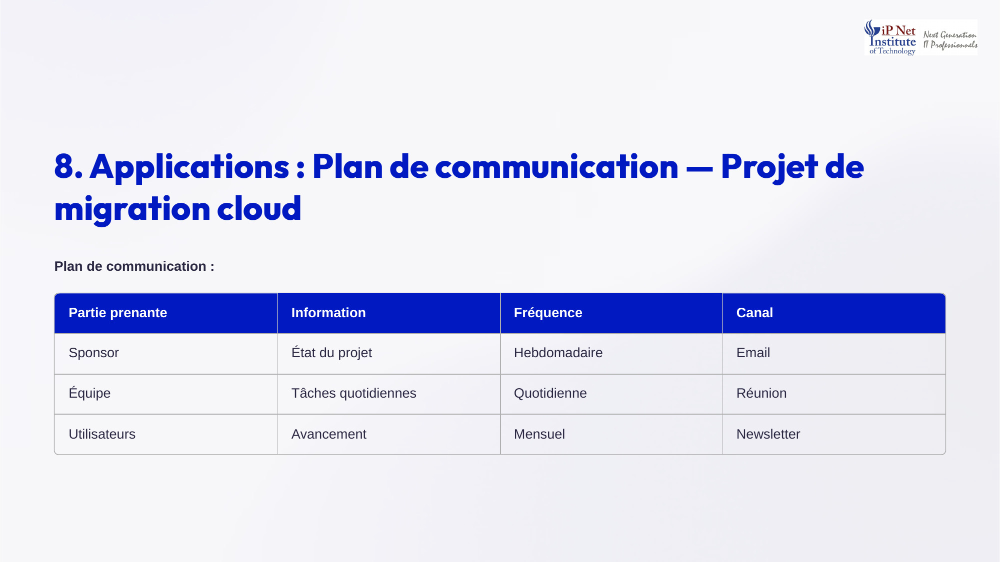 iP Net
Institute
of Technology
Next Generation
IT Professionnels
8. Applications : Plan de communication — Projet de
migration cloud
Plan de communication :
Partie prenante Information Fréquence Canal
Sponsor État du projet Hebdomadaire Email
Équipe Tâches quotidiennes Quotidienne Réunion
Utilisateurs Avancement Mensuel Newsletter